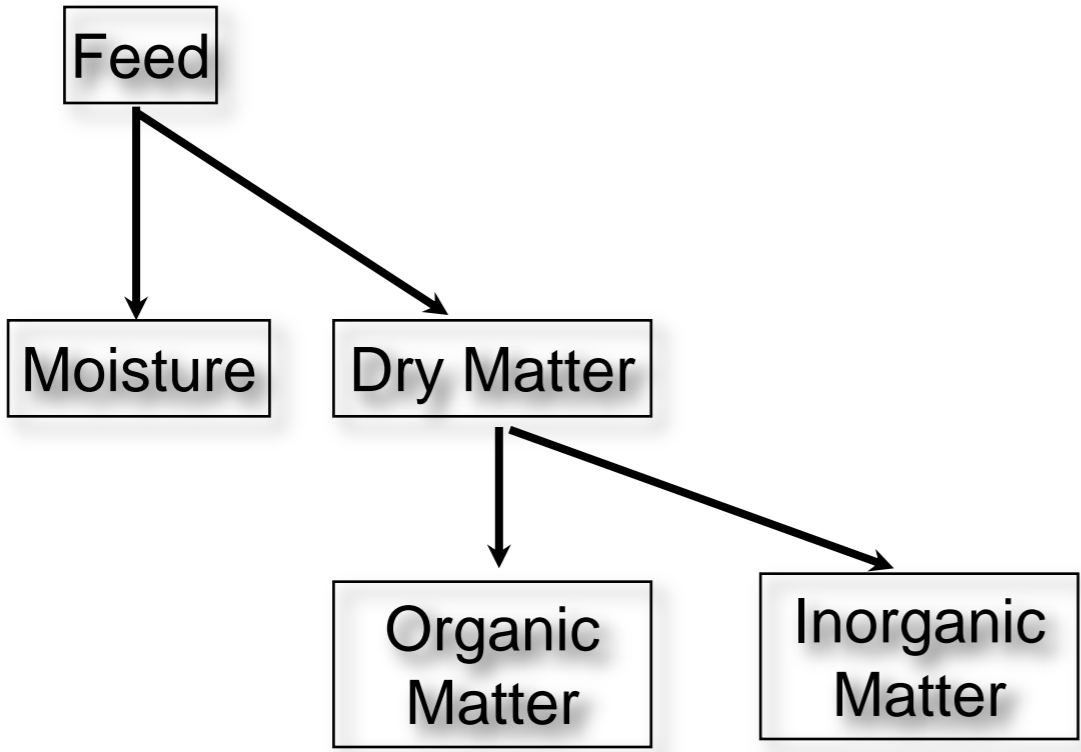 Feed
Moisture
Dry Matter
Organic
Matter
Inorganic
Matter